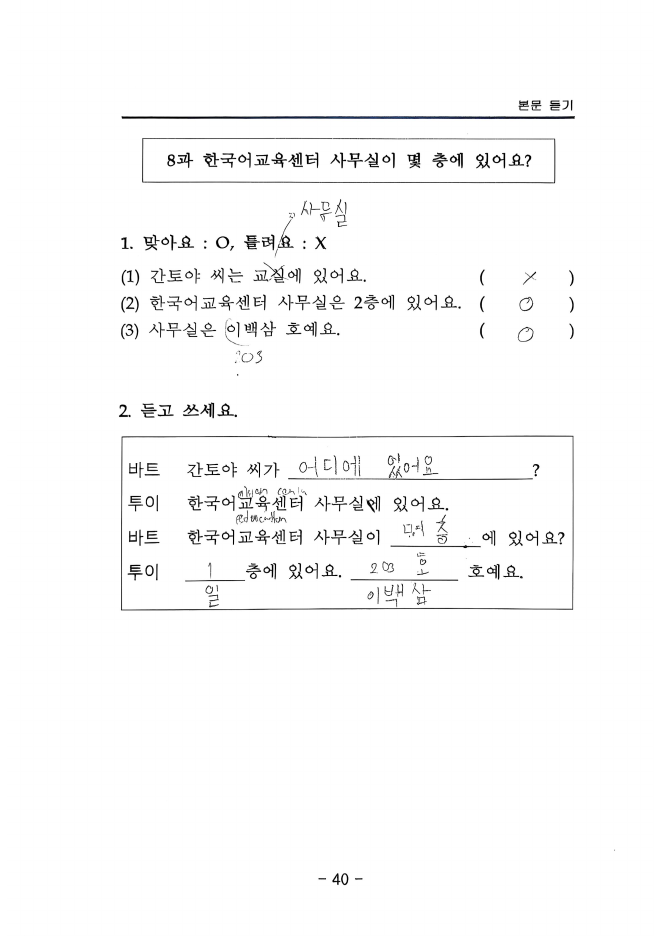 본문 듣기
8과 한국어교육센터 사무실이 몇 층에 있어요?
사무실
1. 맞아요 : O, 틀려요 : X
(1) 간토야 씨는 교실에 있어요. ( X )
(2) 한국어교육센터 사무실은 2층에 있어요. ( O )
(3) 사무실은 이백삼 호예요. ( O )
203
2. 듣고 쓰세요.
바트 간토야 씨가 어디에 있어요 ?
투이 한국어교육센터 사무실에 있어요.
바트 한국어교육센터 사무실이 몇 층 에 있어요?
투이 1 층에 있어요. 203 호 호예요.
일 이백삼
- 40 -